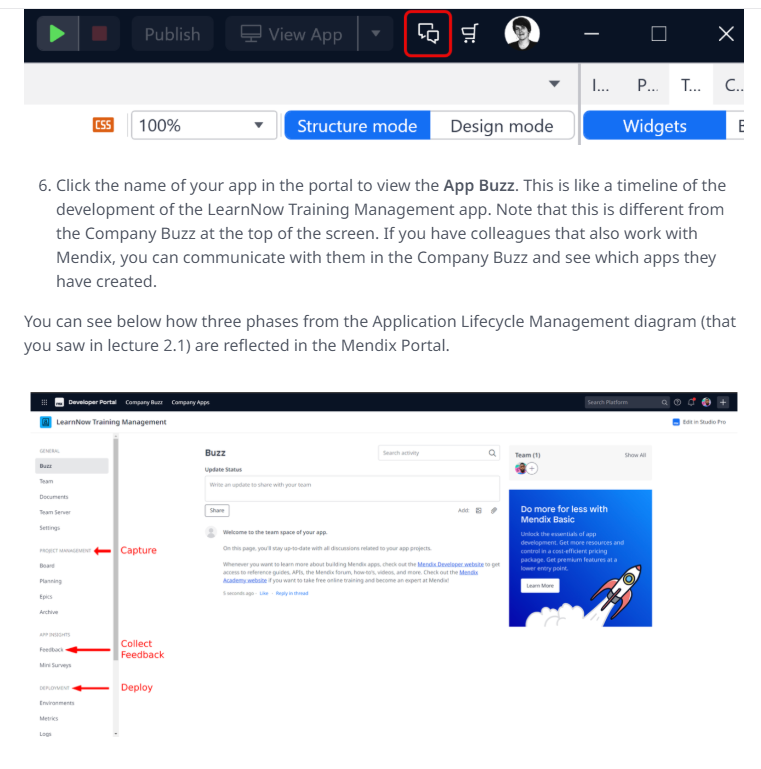 Publish View App
I... P... T... C...
CSS 100% Structure mode Design mode Widgets
6. Click the name of your app in the portal to view the App Buzz. This is like a timeline of the
development of the LearnNow Training Management app. Note that this is different from
the Company Buzz at the top of the screen. If you have colleagues that also work with
Mendix, you can communicate with them in the Company Buzz and see which apps they
have created.
You can see below how three phases from the Application Lifecycle Management diagram (that
you saw in lecture 2.1) are reflected in the Mendix Portal.
Developer Portal Company Buzz Company Apps Search Platform
LearnNow Training Management Edit in Studio Pro
GENERAL
Buzz
Team
Documents
Team Server
Settings
PROJECT MANAGEMENT Capture
Board
Planning
Epics
Archive
APP INSIGHTS
Feedback Collect
Feedback
Mini Surveys
DEPLOYMENT Deploy
Environments
Metrics
Logs
Buzz Search activity
Update Status
Write an update to share with your team
Share Add:
Welcome to the team space of your app.
On this page, you'll stay up-to-date with all discussions related to your app projects.
Whenever you want to learn more about building Mendix apps, check out the Mendix Developer website to get
access to reference guides, APIs, the Mendix forum, how-to's, videos, and more. Check out the Mendix
Academy website if you want to take free online training and become an expert at Mendix!
5 seconds ago · Like · Reply in thread
Team (1) Show All
Do more for less with
Mendix Basic
Unlock the essentials of app
development. Get more resources and
control in a cost-efficient pricing
package. Get premium features at a
lower entry point.
Learn More